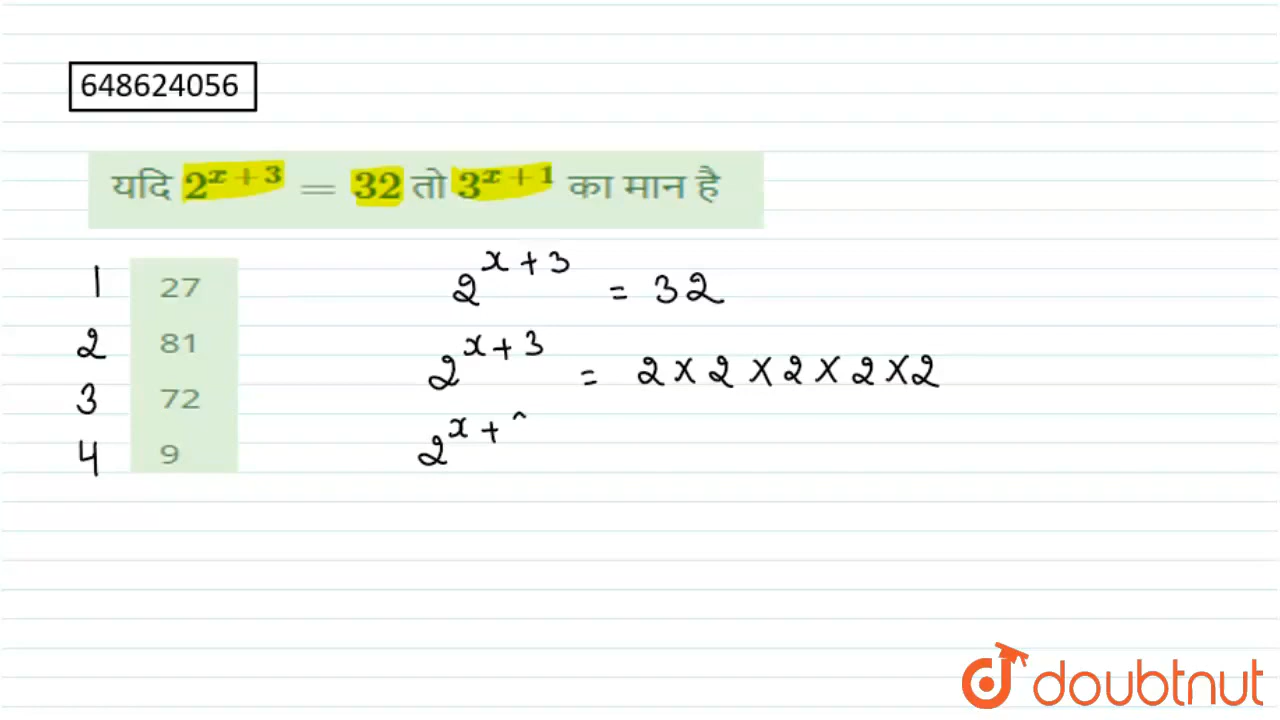 648624056
यदि 2^{x + 3} = 32 तो 3^{x + 1} का मान है
1 27
2 81
3 72
4 9
2^{x + 3} = 32
2^{x + 3} = 2 × 2 × 2 × 2 × 2
2^{x +
doubtnut